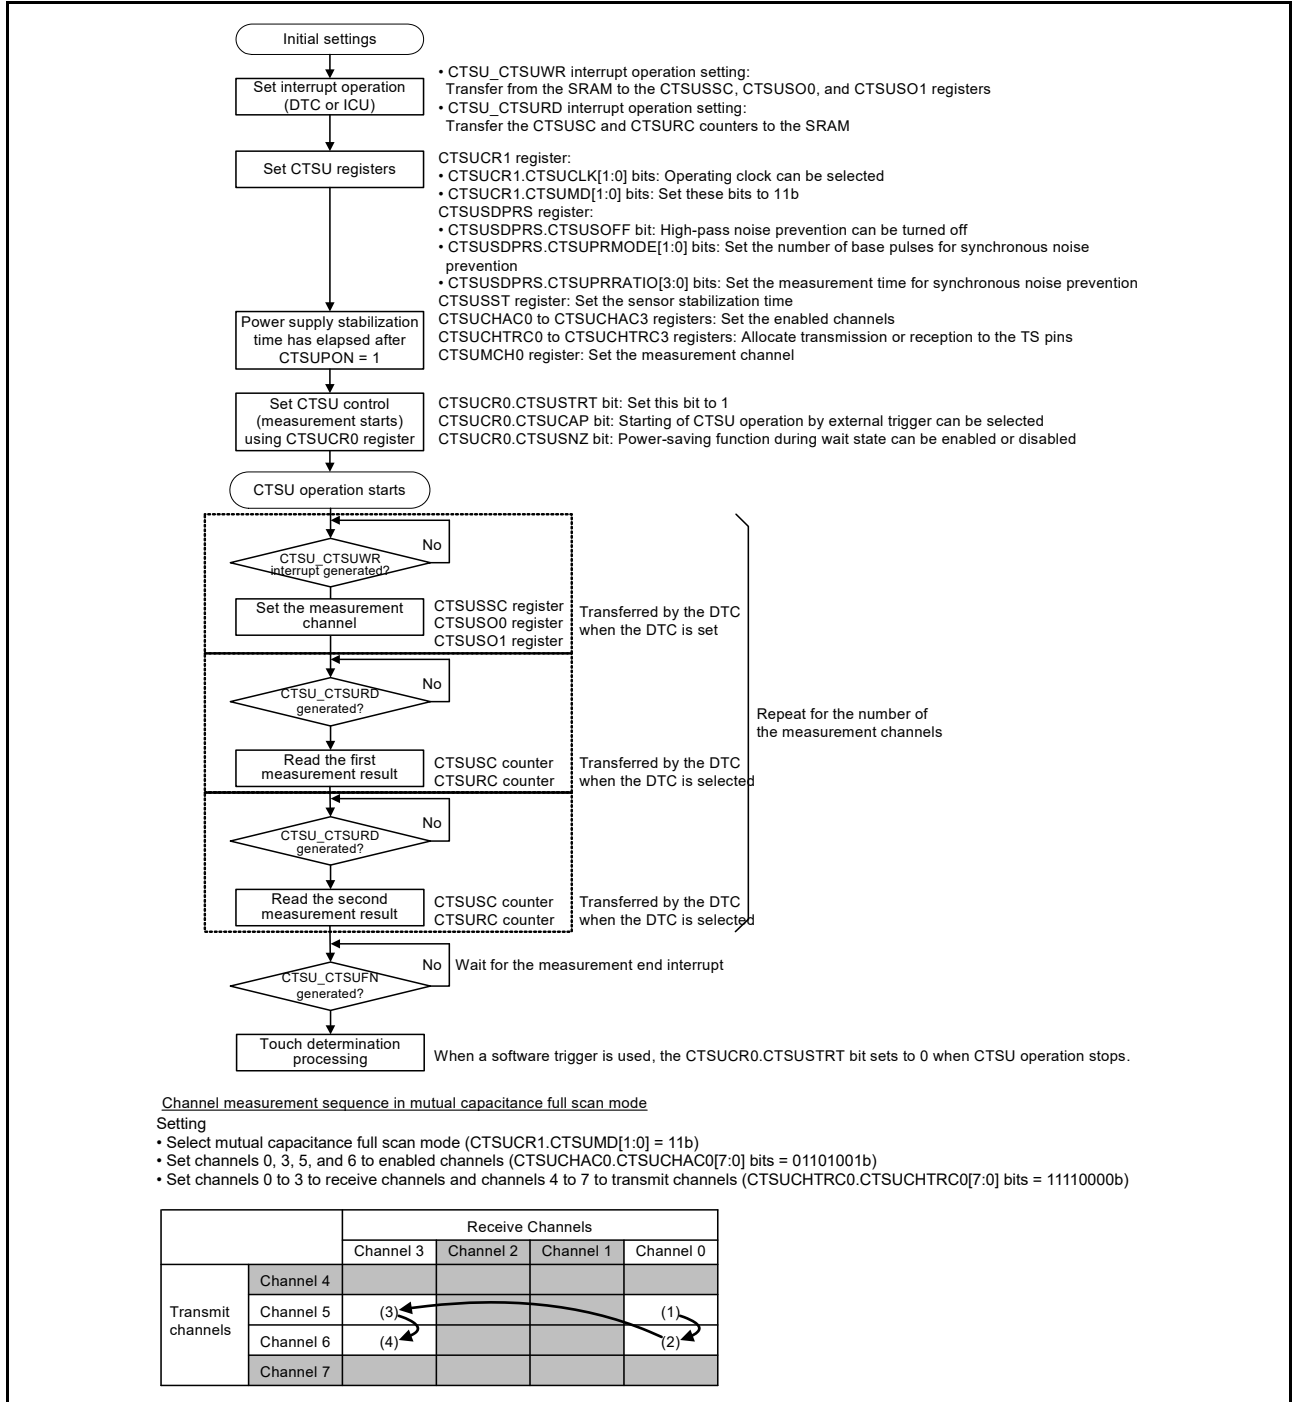 Initial settings
Set interrupt operation
(DTC or ICU)
• CTSU_CTSUWR interrupt operation setting:
Transfer from the SRAM to the CTSUSSC, CTSUSO0, and CTSUSO1 registers
• CTSU_CTSURD interrupt operation setting:
Transfer the CTSUSC and CTSURC counters to the SRAM
Set CTSU registers
CTSUCR1 register:
• CTSUCR1.CTSUCLK[1:0] bits: Operating clock can be selected
• CTSUCR1.CTSUMD[1:0] bits: Set these bits to 11b
CTSUSDPRS register:
• CTSUSDPRS.CTSUSOFF bit: High-pass noise prevention can be turned off
• CTSUSDPRS.CTSUPRMODE[1:0] bits: Set the number of base pulses for synchronous noise
prevention
• CTSUSDPRS.CTSUPRRATIO[3:0] bits: Set the measurement time for synchronous noise prevention
CTSUSST register: Set the sensor stabilization time
CTSUCHAC0 to CTSUCHAC3 registers: Set the enabled channels
CTSUCHTRC0 to CTSUCHTRC3 registers: Allocate transmission or reception to the TS pins
CTSUMCH0 register: Set the measurement channel
Power supply stabilization
time has elapsed after
CTSUPON = 1
Set CTSU control
(measurement starts)
using CTSUCR0 register
CTSUCR0.CTSUSTRT bit: Set this bit to 1
CTSUCR0.CTSUCAP bit: Starting of CTSU operation by external trigger can be selected
CTSUCR0.CTSUSNZ bit: Power-saving function during wait state can be enabled or disabled
CTSU operation starts
No
CTSU_CTSUWR
interrupt generated?
Set the measurement
channel
CTSUSSC register
CTSUSO0 register
CTSUSO1 register
Transferred by the DTC
when the DTC is set
No
CTSU_CTSURD
generated?
Repeat for the number of
the measurement channels
Read the first
measurement result
CTSUSC counter
CTSURC counter
Transferred by the DTC
when the DTC is selected
No
CTSU_CTSURD
generated?
Read the second
measurement result
CTSUSC counter
CTSURC counter
Transferred by the DTC
when the DTC is selected
No
Wait for the measurement end interrupt
CTSU_CTSUFN
generated?
Touch determination
processing
When a software trigger is used, the CTSUCR0.CTSUSTRT bit sets to 0 when CTSU operation stops.
Channel measurement sequence in mutual capacitance full scan mode
Setting
• Select mutual capacitance full scan mode (CTSUCR1.CTSUMD[1:0] = 11b)
• Set channels 0, 3, 5, and 6 to enabled channels (CTSUCHAC0.CTSUCHAC0[7:0] bits = 01101001b)
• Set channels 0 to 3 to receive channels and channels 4 to 7 to transmit channels (CTSUCHTRC0.CTSUCHTRC0[7:0] bits = 11110000b)
Receive Channels
Channel 3 Channel 2 Channel 1 Channel 0
Transmit
channels
Channel 4
Channel 5 (3) (1)
Channel 6 (4) (2)
Channel 7